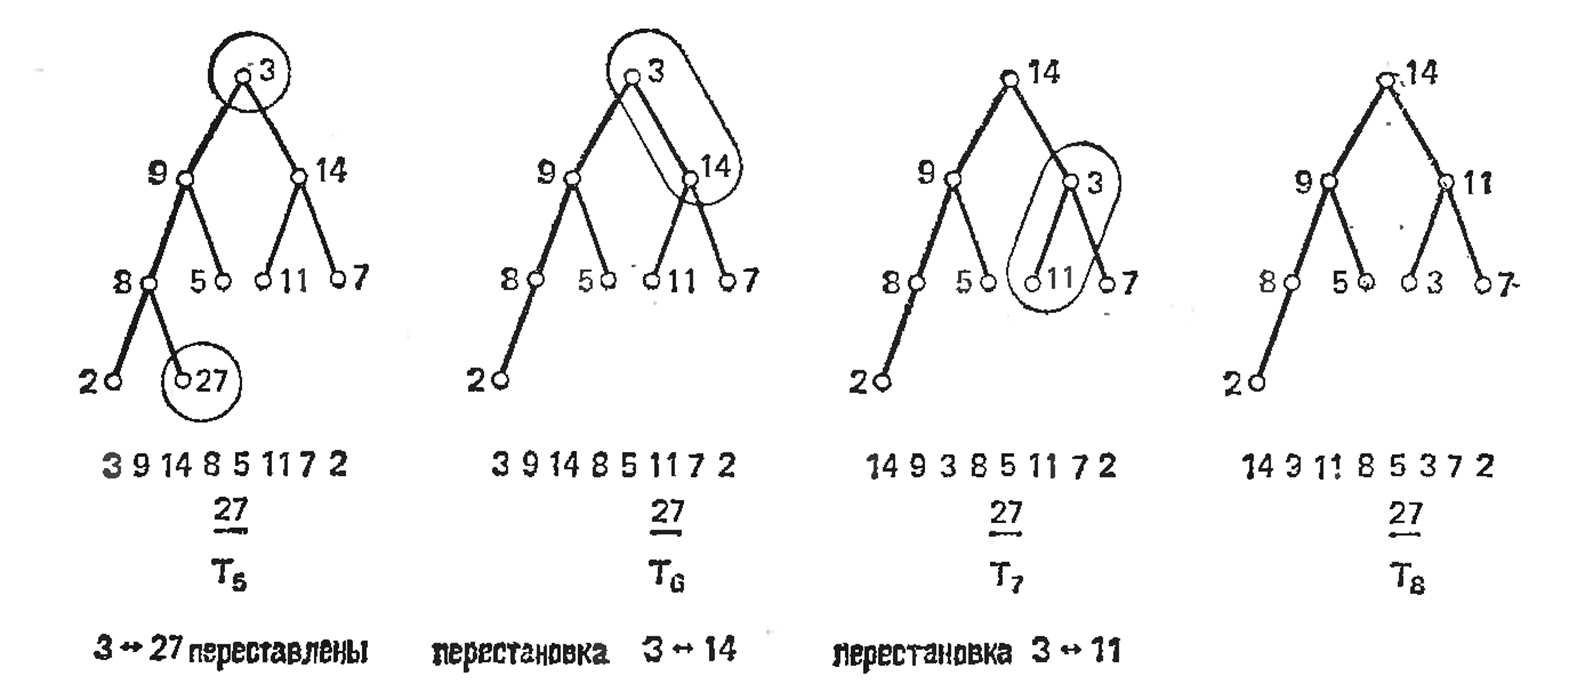 3 3 14 14
9 14 9 14 9 3 9 11
8 5 11 7 8 5 11 7 8 5 11 7 8 5 3 7
2 27 2 2 2
3 9 14 8 5 11 7 2 3 9 14 8 5 11 7 2 14 9 3 8 5 11 7 2 14 9 11 8 5 3 7 2
27 27 27 27
T5 T6 T7 T8
3 ↔ 27 переставлены перестановка 3 ↔ 14 перестановка 3 ↔ 11